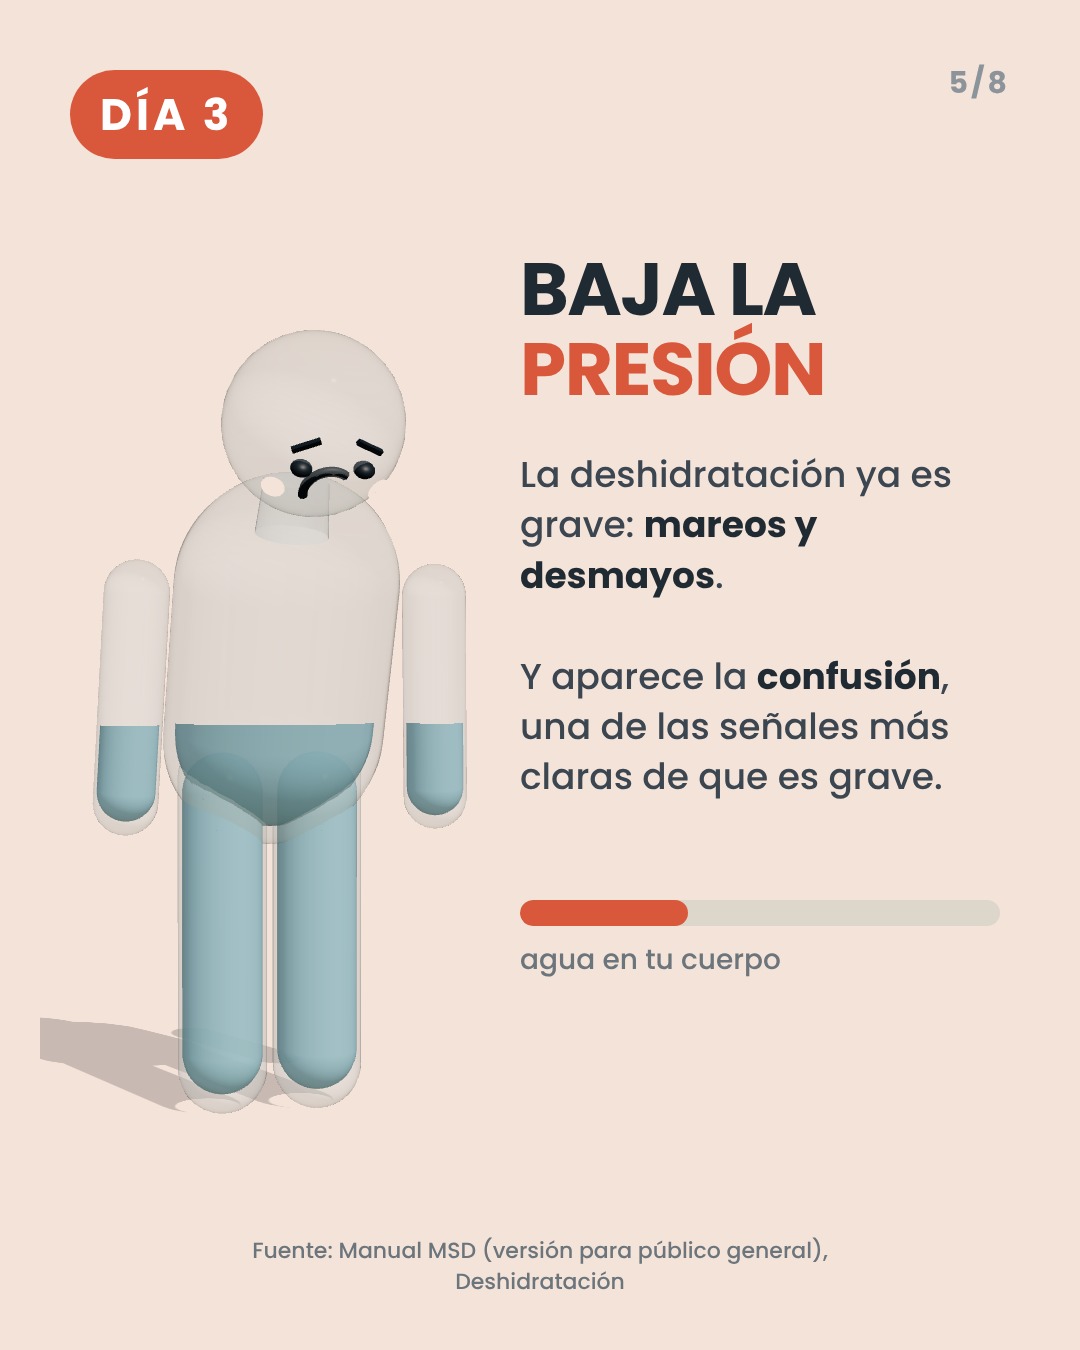 DÍA 3
5/8
BAJA LA
PRESIÓN
La deshidratación ya es
grave: mareos y
desmayos.
Y aparece la confusión,
una de las señales más
claras de que es grave.
agua en tu cuerpo
Fuente: Manual MSD (versión para público general),
Deshidratación